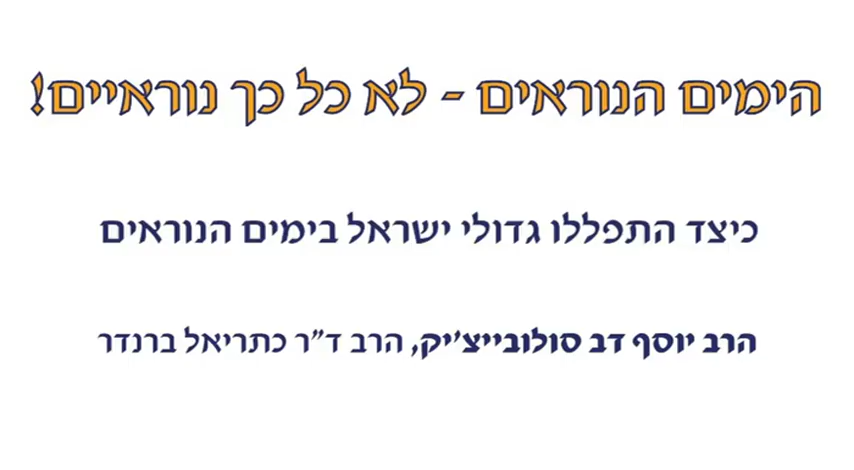 הימים הנוראים - לא כל כך נוראיים!
כיצד התפללו גדולי ישראל בימים הנוראים
הרב יוסף דב סולובייצ'יק, הרב ד"ר כתריאל ברנדר